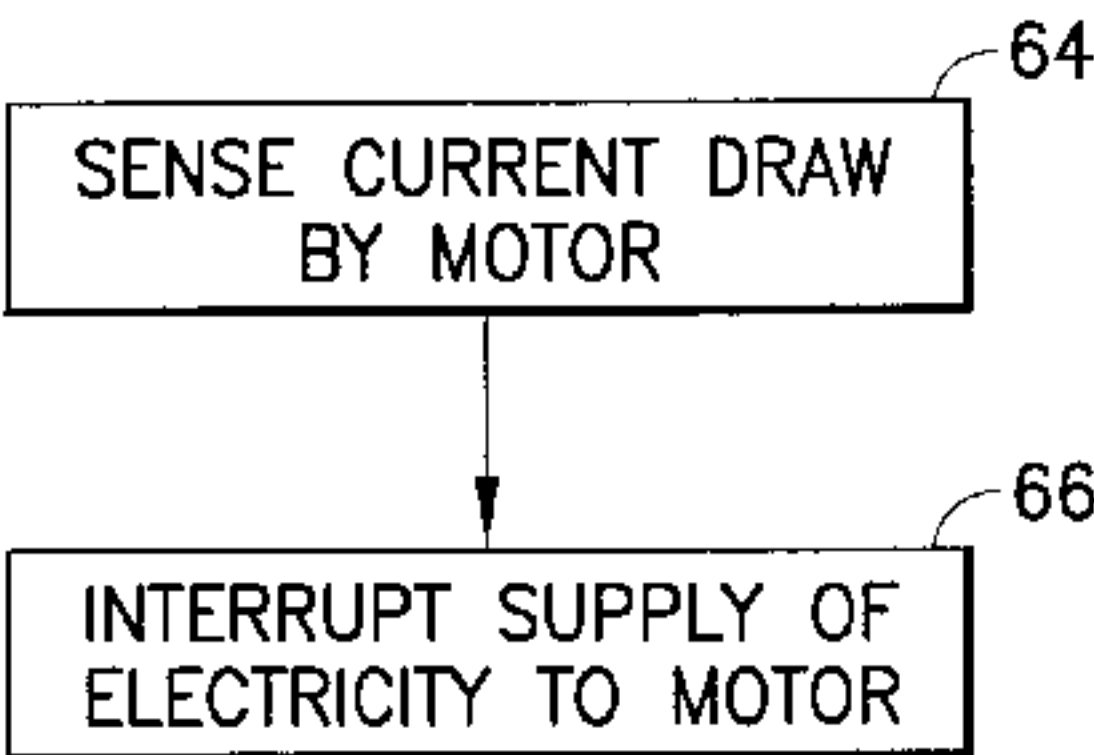 64
SENSE CURRENT DRAW
BY MOTOR
66
INTERRUPT SUPPLY OF
ELECTRICITY TO MOTOR